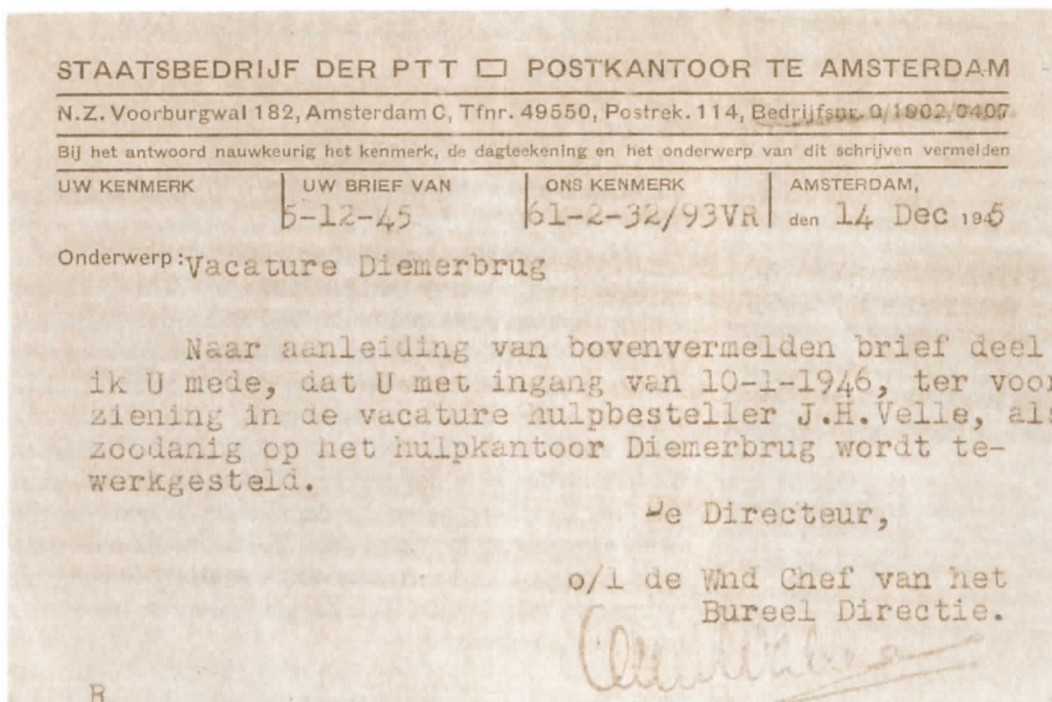 STAATSBEDRIJF DER PTT POSTKANTOOR TE AMSTERDAM
N.Z. Voorburgwal 182, Amsterdam C, Tfnr. 49550, Postrek. 114, Bedrijfsnr. 0/1902/0407
Bij het antwoord nauwkeurig het kenmerk, de dagteekening en het onderwerp van dit schrijven vermelden
UW KENMERK UW BRIEF VAN ONS KENMERK AMSTERDAM,
5-12-45 61-2-32/93VR den 14 Dec 1945
Onderwerp: Vacature Diemerbrug
Naar aanleiding van bovenvermelden brief deel
ik U mede, dat U met ingang van 10-1-1946, ter voor
ziening in de vacature hulpbesteller J.H.Velle, als
zoodanig op het hulpkantoor Diemerbrug wordt te-
werkgesteld.
De Directeur,
o/l de Wnd Chef van het
Bureel Directie.
B